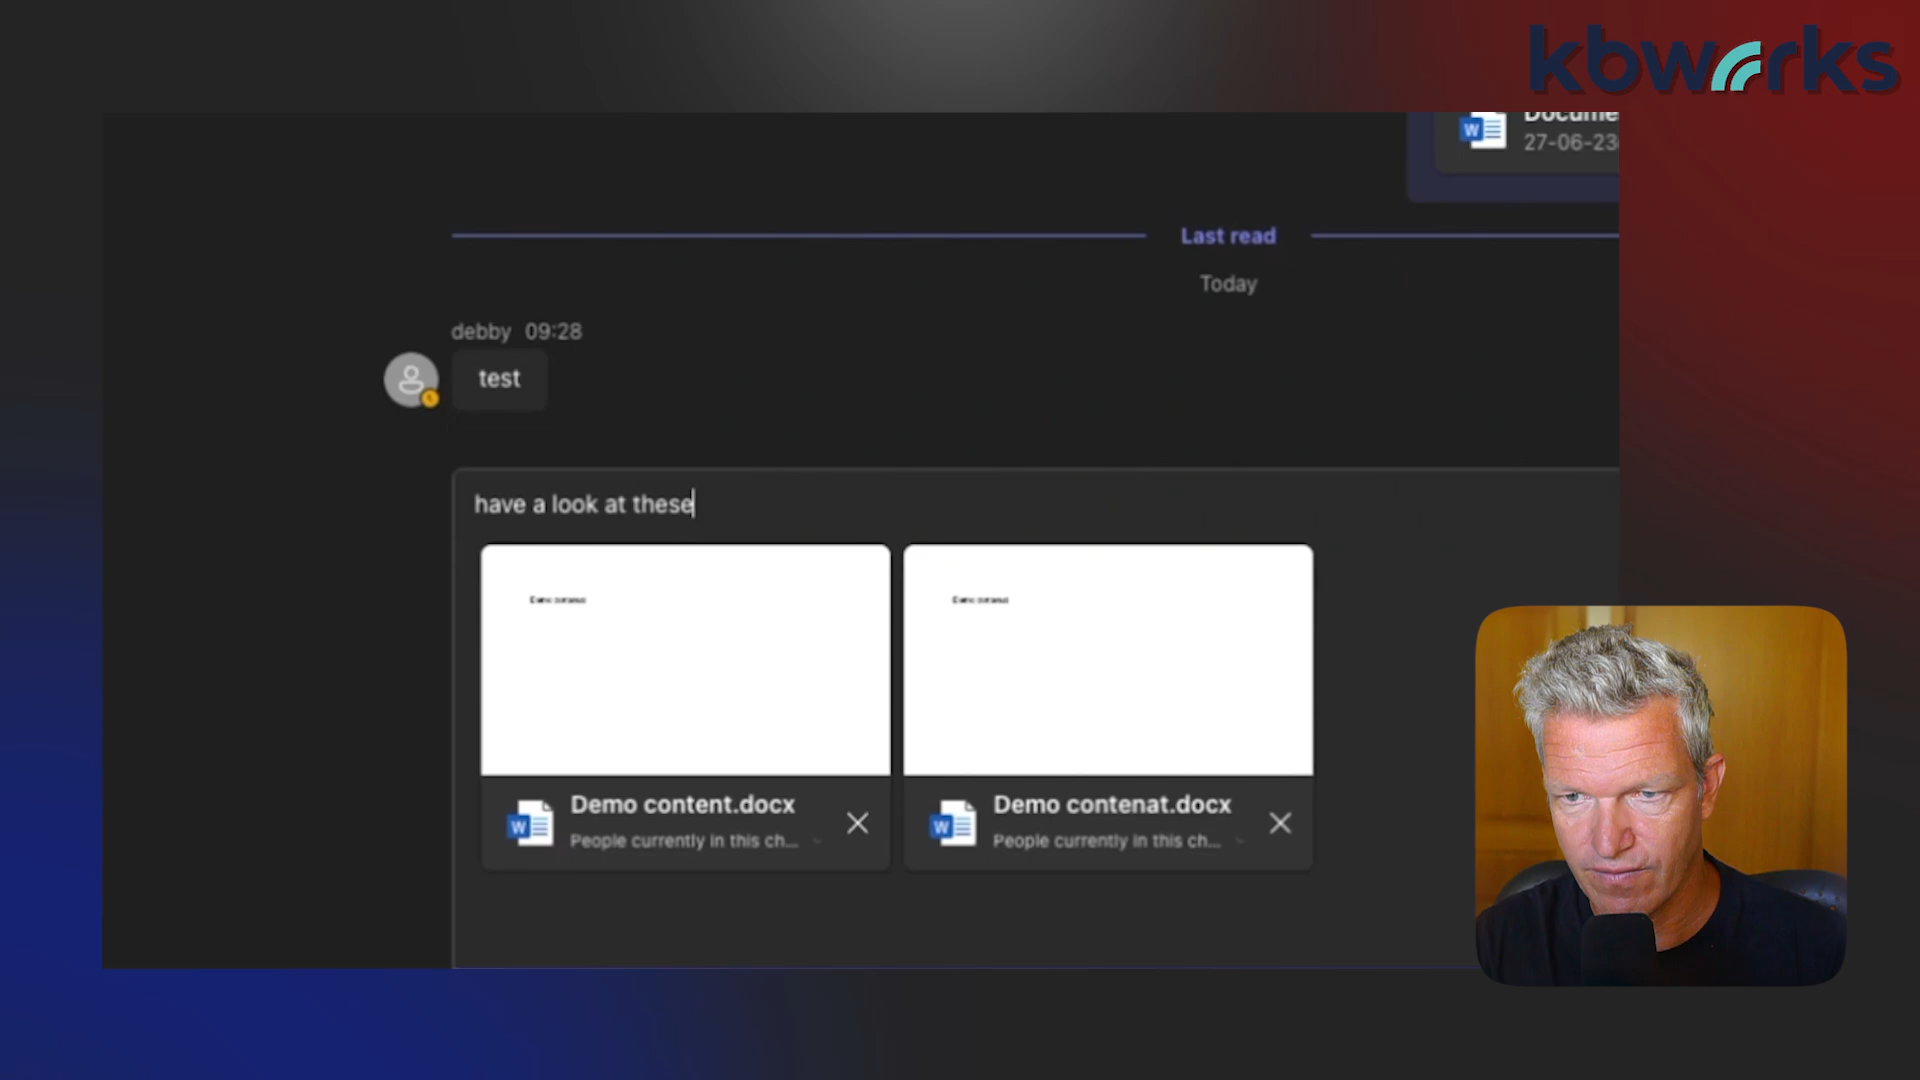 kbworks
27-06-23
Last read
Today
debby 09:28
test
have a look at these
Demo content.docx
People currently in this ch...
Demo contenat.docx
People currently in this ch...